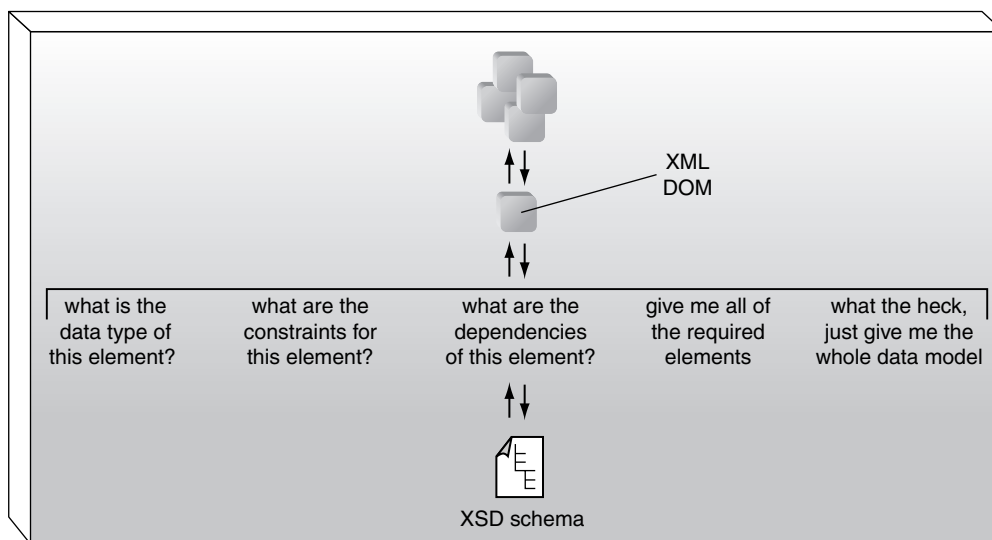 XML
DOM
what is the
data type of
this element?
what are the
constraints for
this element?
what are the
dependencies
of this element?
give me all of
the required
elements
what the heck,
just give me the
whole data model
XSD schema